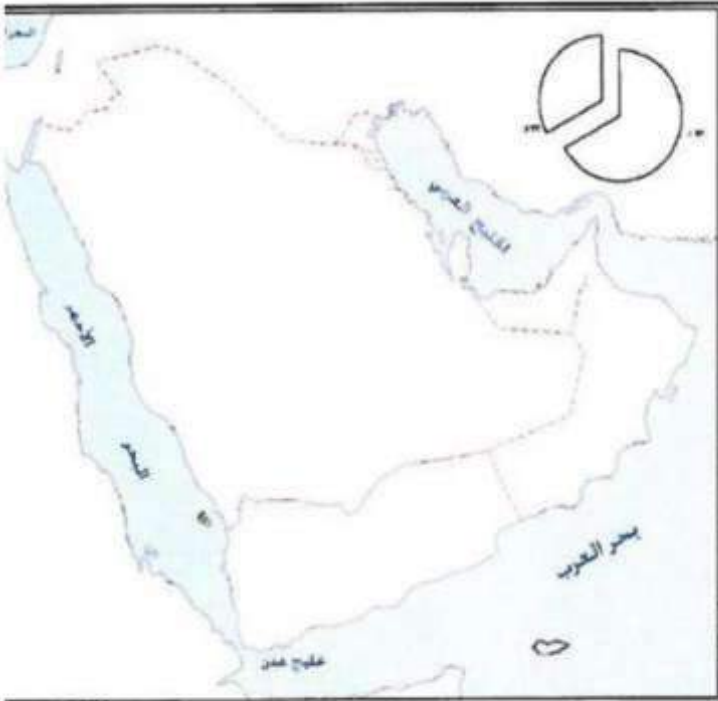 الخليج العربي
الأحمر
البحر
بحر العرب
خليج عدن